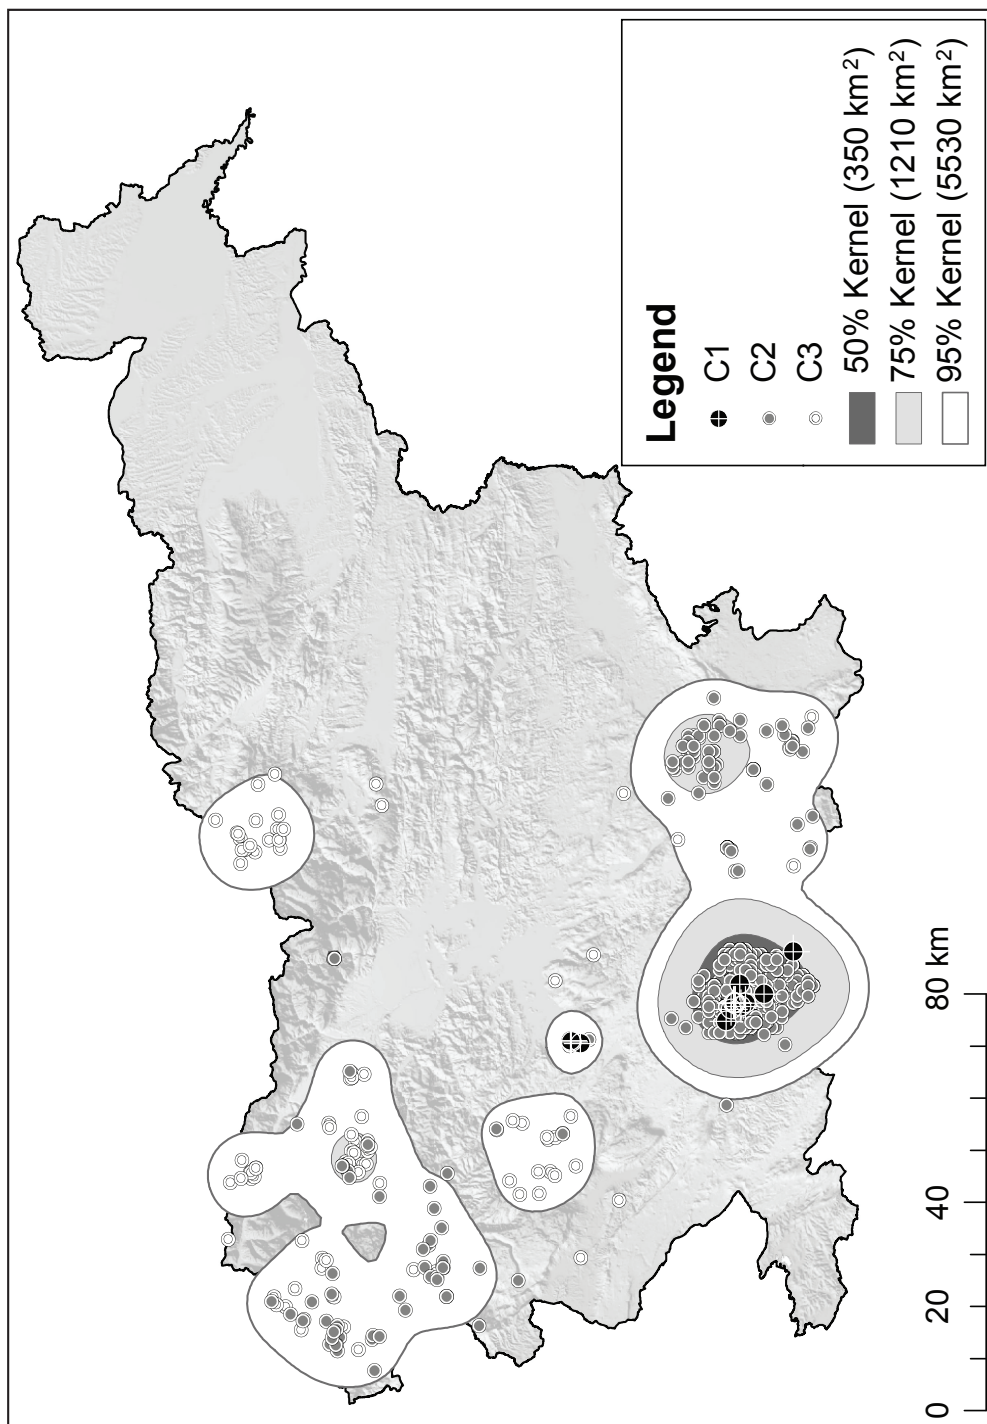 Legend
C1
C2
C3
50% Kernel (350 km²)
75% Kernel (1210 km²)
95% Kernel (5530 km²)
0 20 40 80 km